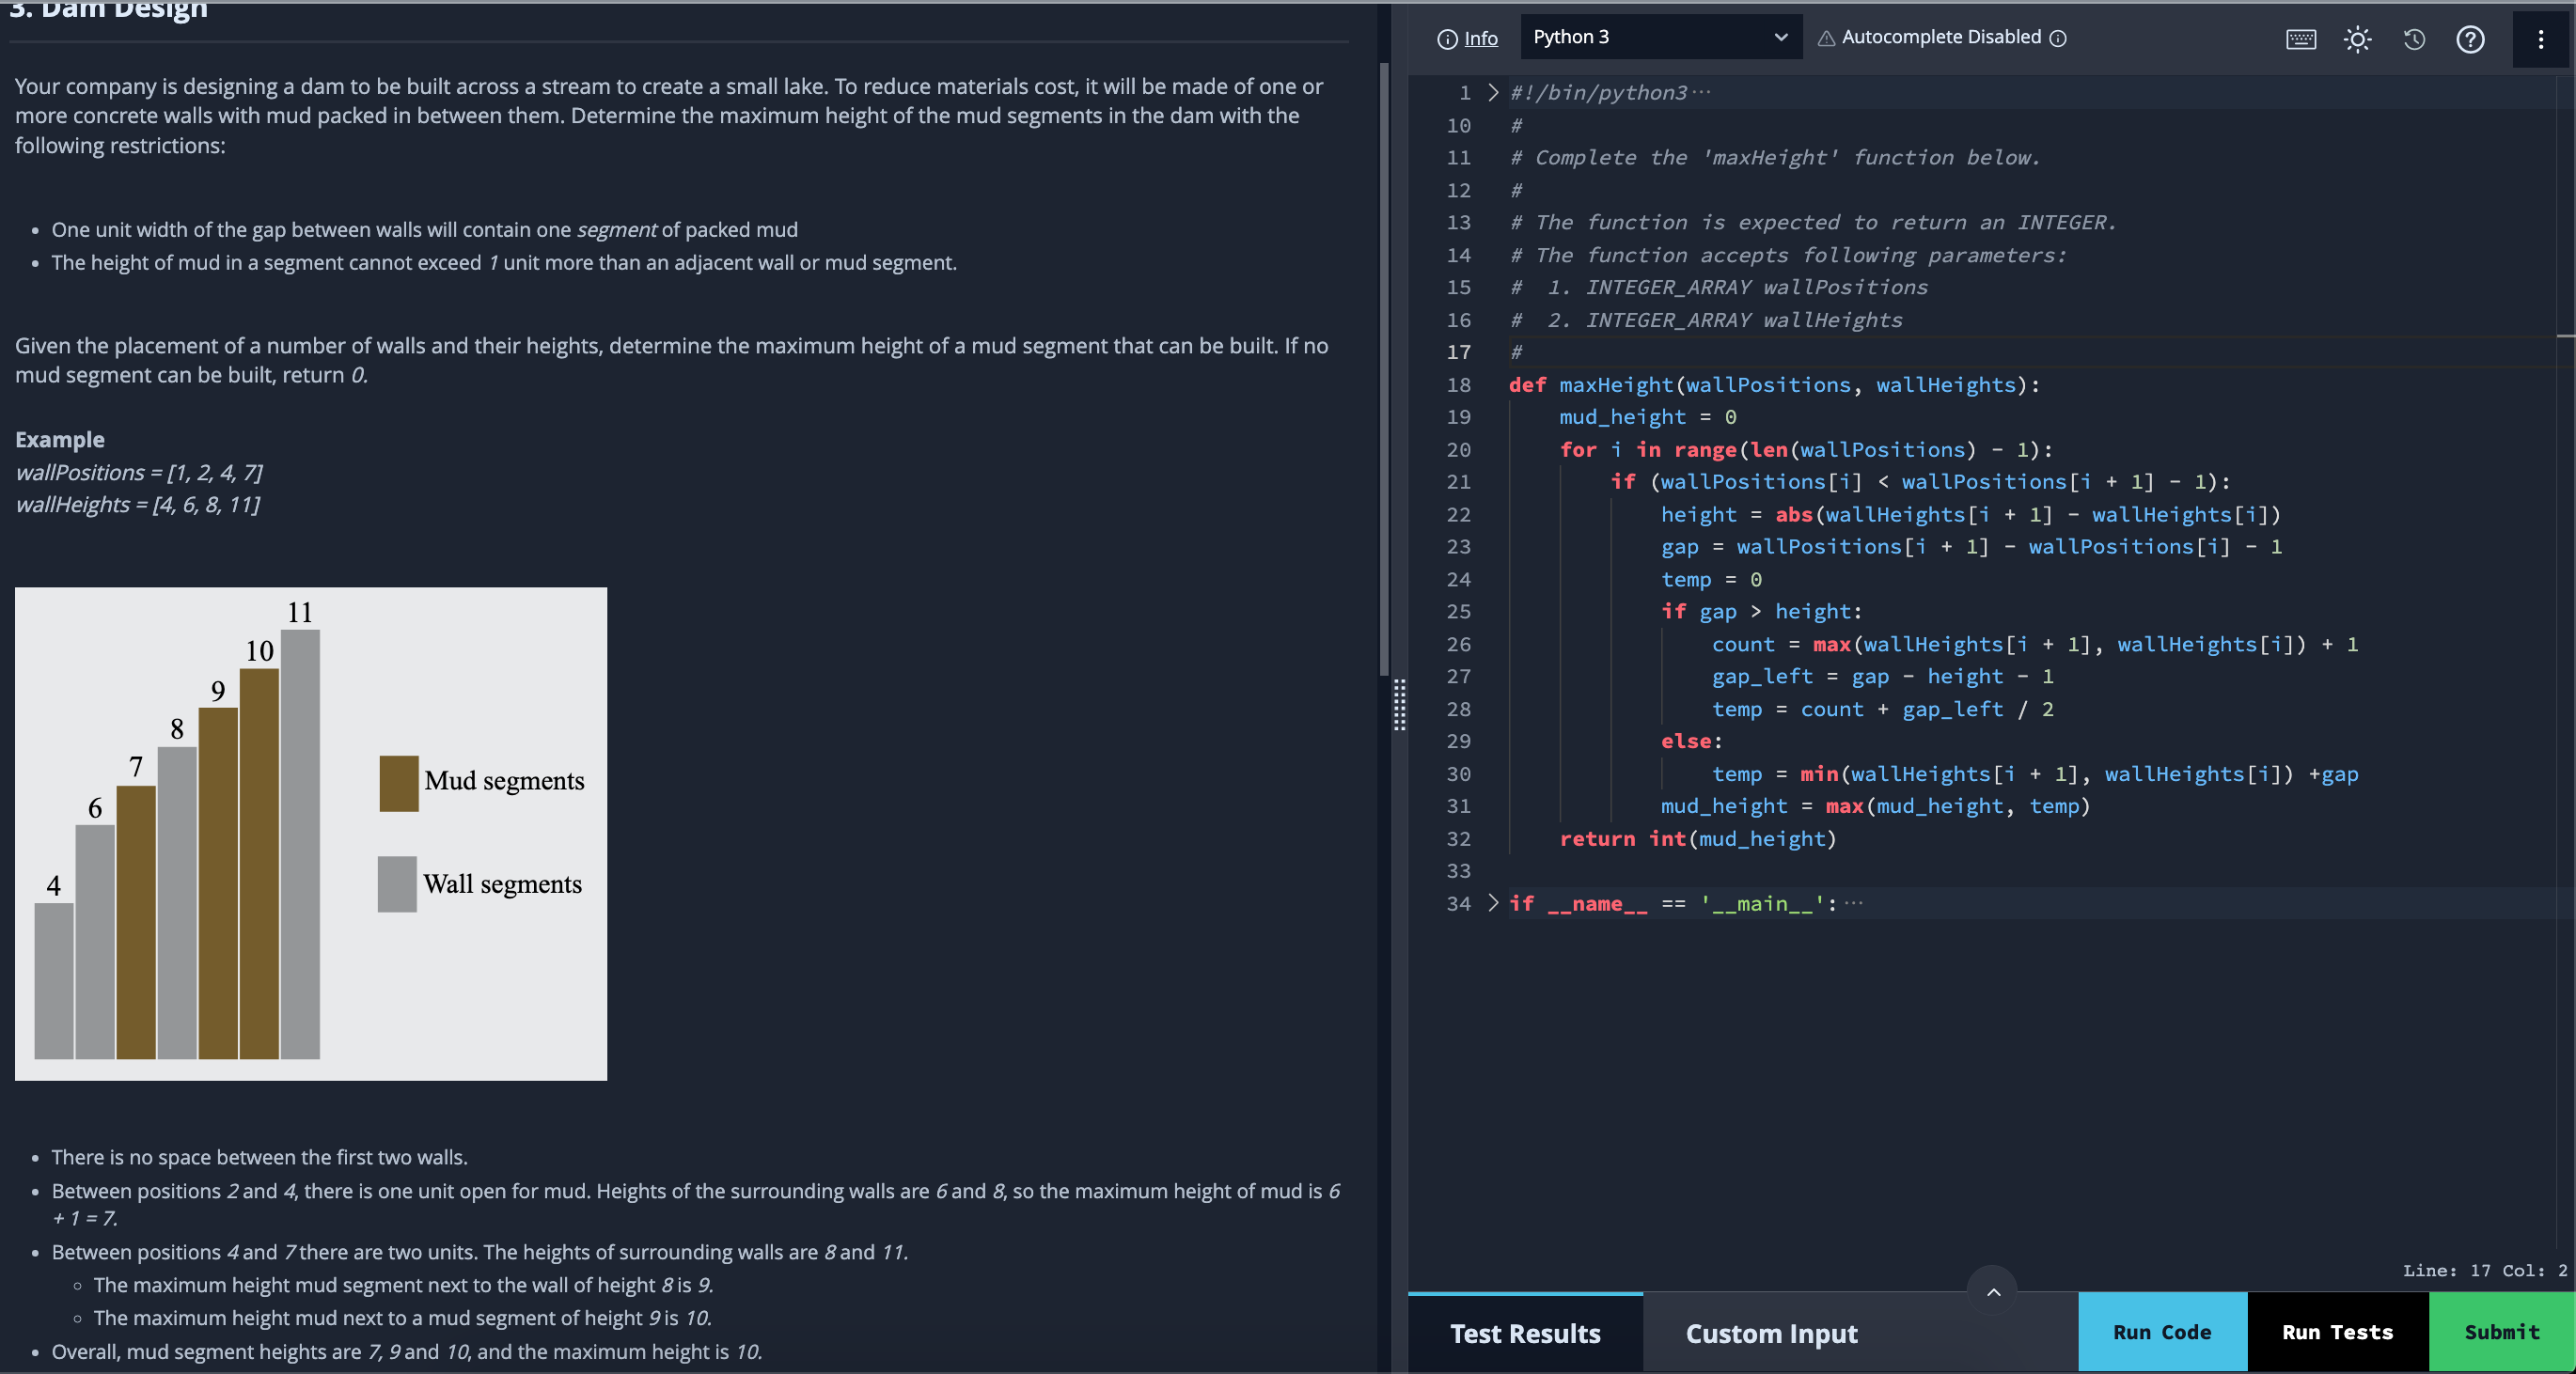 3. Dam Design
Your company is designing a dam to be built across a stream to create a small lake. To reduce materials cost, it will be made of one or
more concrete walls with mud packed in between them. Determine the maximum height of the mud segments in the dam with the
following restrictions:
• One unit width of the gap between walls will contain one segment of packed mud
• The height of mud in a segment cannot exceed 1 unit more than an adjacent wall or mud segment.
Given the placement of a number of walls and their heights, determine the maximum height of a mud segment that can be built. If no
mud segment can be built, return 0.
Example
wallPositions = [1, 2, 4, 7]
wallHeights = [4, 6, 8, 11]
11
10
9
8
7
6
4
Mud segments
Wall segments
• There is no space between the first two walls.
• Between positions 2 and 4, there is one unit open for mud. Heights of the surrounding walls are 6 and 8, so the maximum height of mud is 6
+ 1 = 7.
• Between positions 4 and 7 there are two units. The heights of surrounding walls are 8 and 11.
◦ The maximum height mud segment next to the wall of height 8 is 9.
◦ The maximum height mud next to a mud segment of height 9 is 10.
• Overall, mud segment heights are 7, 9 and 10, and the maximum height is 10.
Info Python 3 Autocomplete Disabled
1 > #!/bin/python3···
10 #
11 # Complete the 'maxHeight' function below.
12 #
13 # The function is expected to return an INTEGER.
14 # The function accepts following parameters:
15 #  1. INTEGER_ARRAY wallPositions
16 #  2. INTEGER_ARRAY wallHeights
17 #
18 def maxHeight(wallPositions, wallHeights):
19     mud_height = 0
20     for i in range(len(wallPositions) - 1):
21         if (wallPositions[i] < wallPositions[i + 1] - 1):
22             height = abs(wallHeights[i + 1] - wallHeights[i])
23             gap = wallPositions[i + 1] - wallPositions[i] - 1
24             temp = 0
25             if gap > height:
26                 count = max(wallHeights[i + 1], wallHeights[i]) + 1
27                 gap_left = gap - height - 1
28                 temp = count + gap_left / 2
29             else:
30                 temp = min(wallHeights[i + 1], wallHeights[i]) +gap
31             mud_height = max(mud_height, temp)
32     return int(mud_height)
33
34 > if __name__ == '__main__':···
Line: 17 Col: 2
Test Results Custom Input Run Code Run Tests Submit